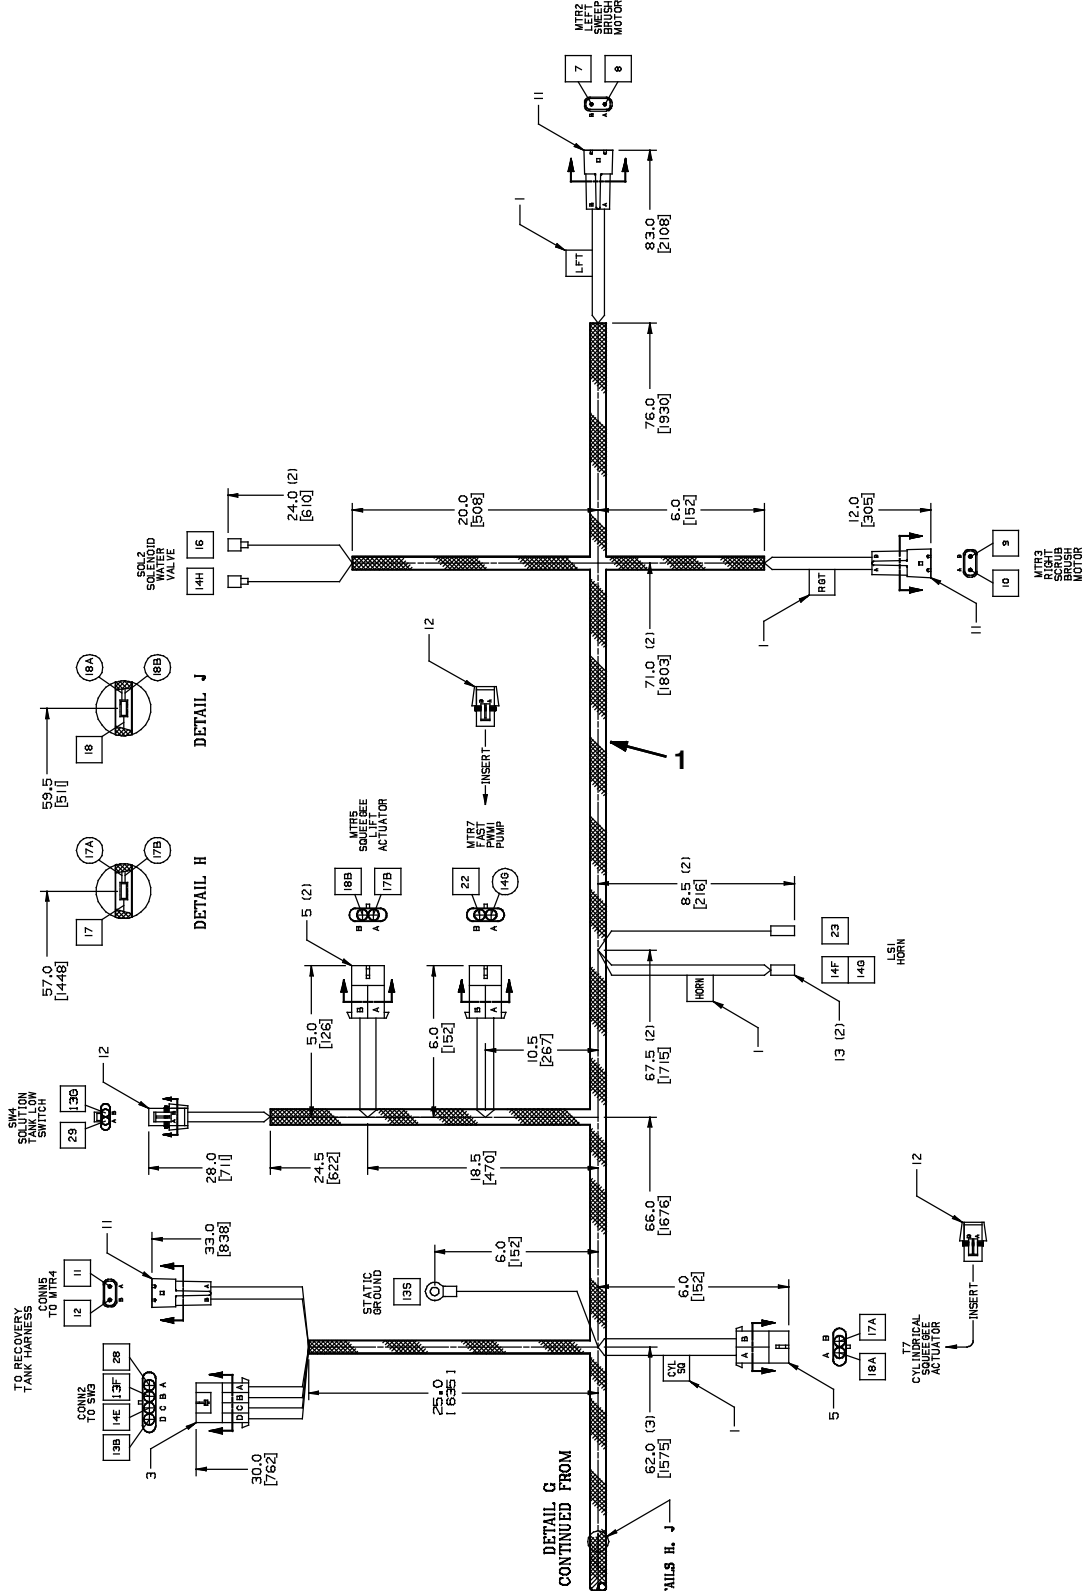 MTR2
LEFT
SWEEP
BRUSH
MOTOR
7
8
B
A
11
B
A
83.0
[2108]
1
LFT
76.0
[1930]
24.0 (2)
[610]
20.0
[508]
6.0
[152]
12.0
[305]
SOL2
SOLENOID
WATER
VALVE
16
14H
71.0 (2)
[1803]
RGT
1
B
A
A
B
9
10
MTR3
RIGHT
SCRUB
BRUSH
MOTOR
11
12
INSERT
59.5
[511]
18
18A
18B
DETAIL J
57.0
[1448]
17
17A
17B
DETAIL H
MTR5
SQUEEGEE
LIFT
ACTUATOR
18B
17B
B
A
5 (2)
MTR7
FAST
PWM1
PUMP
22
14G
B
A
1
5.0
[126]
B
A
6.0
[152]
B
A
10.5
[267]
8.5 (2)
[216]
23
14F
14G
LS1
HORN
HORN
1
13 (2)
67.5 (2)
[1715]
SW4
SOLUTION
TANK LOW
SWITCH
29
13G
A
B
12
28.0
[711]
24.5
[622]
18.5
[470]
66.0
[1676]
TO RECOVERY
TANK HARNESS
CONN5
TO MTR4
12
11
B
A
11
B
A
33.0
[838]
STATIC
GROUND
13S
6.0
[152]
6.0
[152]
CONN2
TO SW3
13B
14E
13F
28
D C B A
3
D C B A
30.0
[762]
25.0
[635]
62.0 (3)
[1575]
CYL
SQ
1
A B
5
A B
18A
17A
T7
CYLINDRICAL
SQUEEGEE
ACTUATOR
INSERT
12
DETAIL G
CONTINUED FROM
TAILS H, J